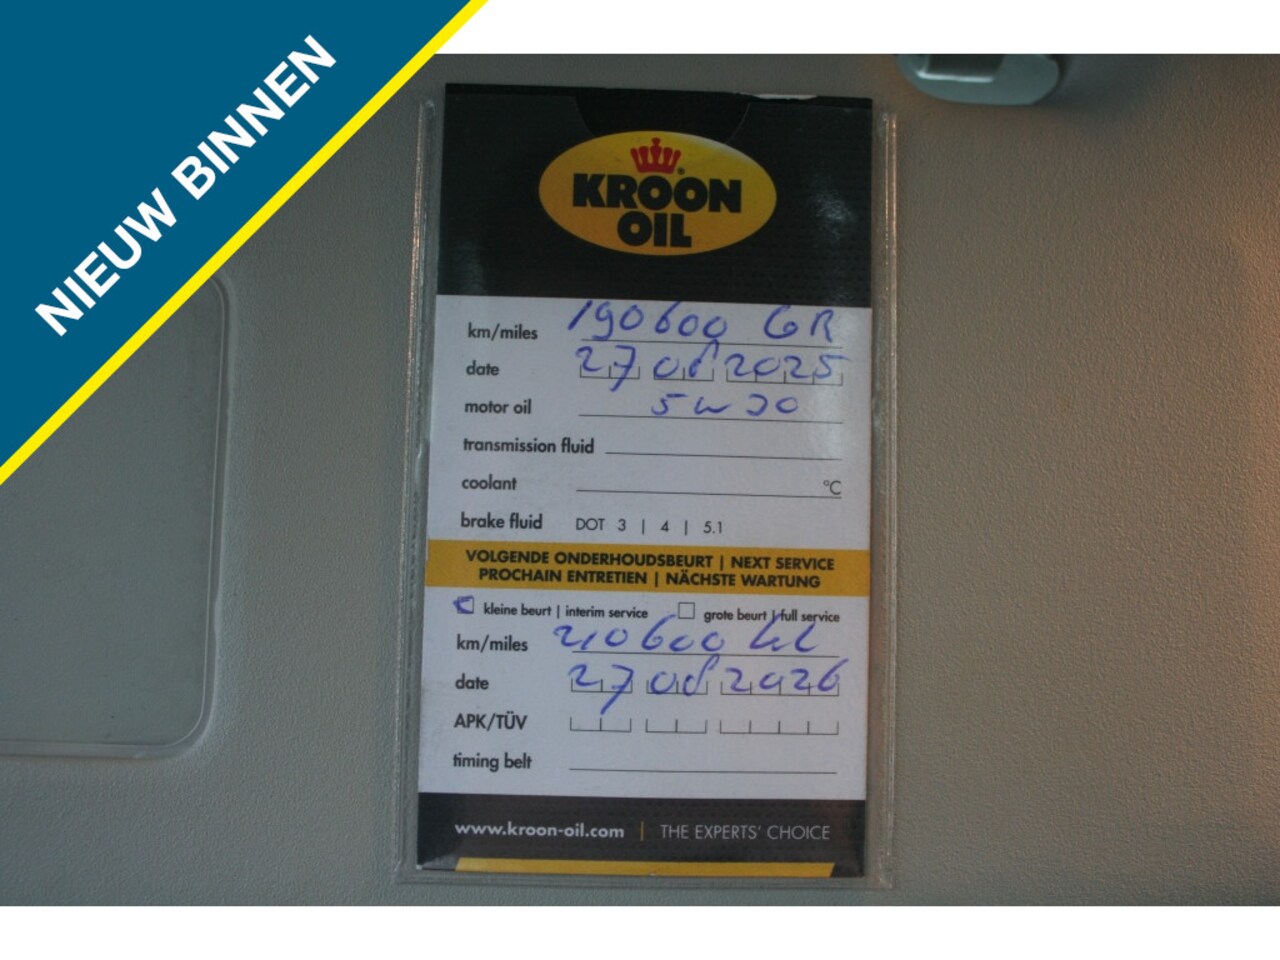 NIEUW BINNEN
KROON
OIL
km/miles 190600 GR
date 27 08 2025
motor oil 5w30
transmission fluid
coolant °C
brake fluid DOT 3 | 4 | 5.1
VOLGENDE ONDERHOUDSBEURT | NEXT SERVICE
PROCHAIN ENTRETIEN | NÄCHSTE WARTUNG
kleine beurt | interim service grote beurt | full service
km/miles 210600 KL
date 27 08 2026
APK/TÜV
timing belt
www.kroon-oil.com | THE EXPERTS' CHOICE